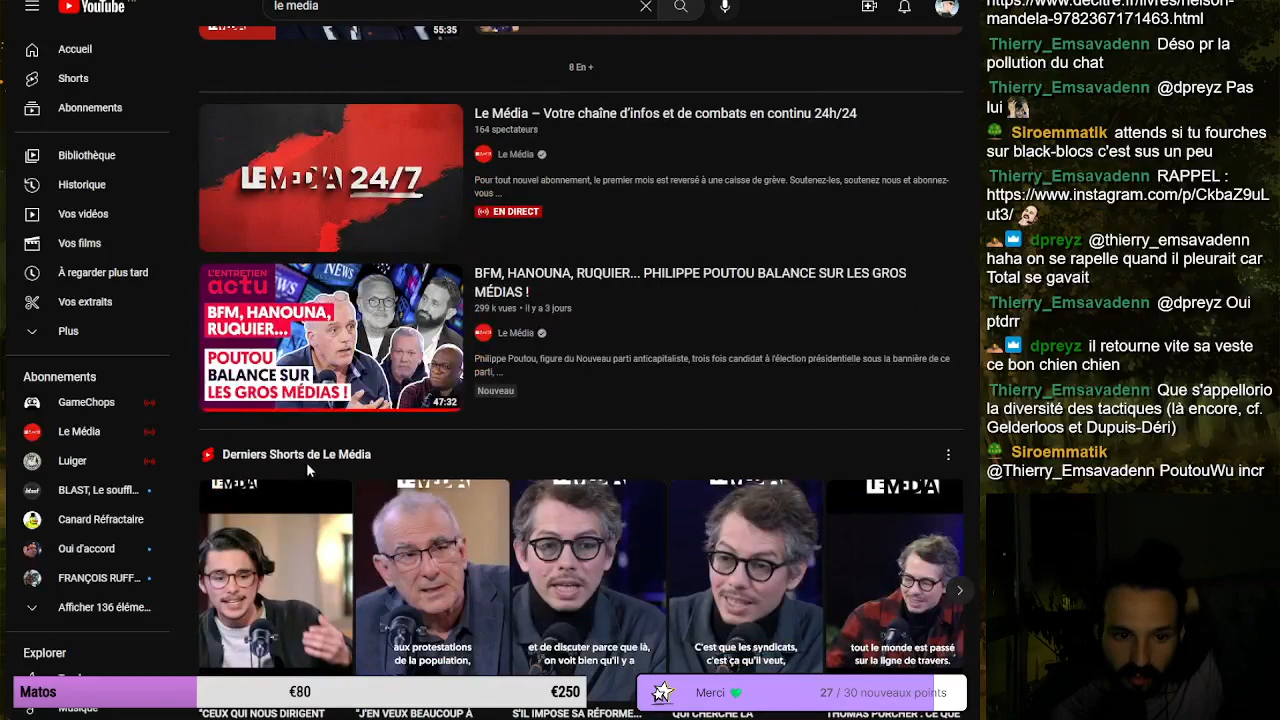 YouTube
le media
Accueil
Shorts
Abonnements
Bibliothèque
Historique
Vos vidéos
Vos films
À regarder plus tard
Vos extraits
Plus
Abonnements
GameChops
Le Média
Luiger
BLAST, Le souffl...
Canard Réfractaire
Oui d'accord
FRANÇOIS RUFF...
Afficher 136 éléme...
Explorer
Musique
55:35
8 En +
LE MEDIA 24/7
Le Média – Votre chaîne d'infos et de combats en continu 24h/24
164 spectateurs
Le Média
Pour tout nouvel abonnement, le premier mois est reversé à une caisse de grève. Soutenez-les, soutenez nous et abonnez-
vous ...
EN DIRECT
L'ENTRETIEN
actu
NEWS
BFM, HANOUNA,
RUQUIER...
POUTOU
BALANCE SUR
LES GROS MÉDIAS !
47:32
BFM, HANOUNA, RUQUIER... PHILIPPE POUTOU BALANCE SUR LES GROS
MÉDIAS !
299 k vues • il y a 3 jours
Le Média
Philippe Poutou, figure du Nouveau parti anticapitaliste, trois fois candidat à l'élection présidentielle sous la bannière de ce
parti, ...
Nouveau
Derniers Shorts de Le Média
LEMEDIA
aux protestations
de la population,
et de discuter parce que là,
on voit bien qu'il y a
C'est que les syndicats,
c'est ça qu'il veut,
LEMEDIA
tout le monde est passé
sur la ligne de travers.
"CEUX QUI NOUS DIRIGENT
"J'EN VEUX BEAUCOUP À
S'IL IMPOSE SA RÉFORME...
QUI CHERCHE LA
THOMAS PORCHER : CE QUE
Matos
€80
€250
Merci
27 / 30 nouveaux points
https://www.decitre.fr/livres/nelson-
mandela-9782367171463.html
Thierry_Emsavadenn Déso pr la
pollution du chat
Thierry_Emsavadenn @dpreyz Pas
lui
Siroemmatik attends si tu fourches
sur black-blocs c'est sus un peu
Thierry_Emsavadenn RAPPEL :
https://www.instagram.com/p/CkbaZ9uL
ut3/
dpreyz @thierry_emsavadenn
haha on se rapelle quand il pleurait car
Total se gavait
Thierry_Emsavadenn @dpreyz Oui
ptdrr
dpreyz il retourne vite sa veste
ce bon chien chien
Thierry_Emsavadenn Que s'appellorio
la diversité des tactiques (là encore, cf.
Gelderloos et Dupuis-Déri)
Siroemmatik
@Thierry_Emsavadenn PoutouWu incr